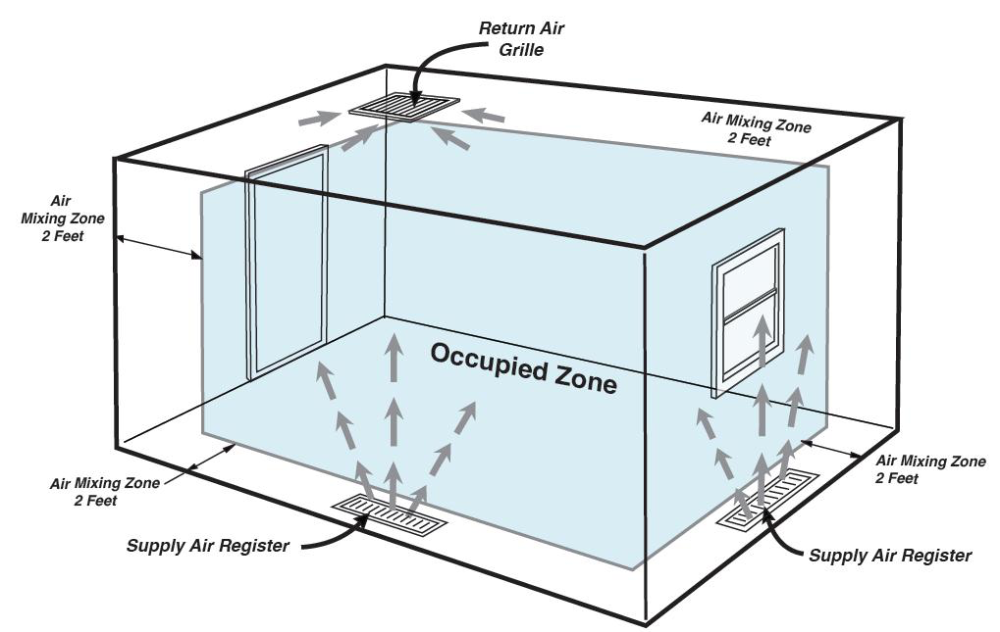 Return Air
Grille
Air Mixing Zone
2 Feet
Air
Mixing Zone
2 Feet
Occupied Zone
Air Mixing Zone
2 Feet
Air Mixing Zone
2 Feet
Supply Air Register
Supply Air Register